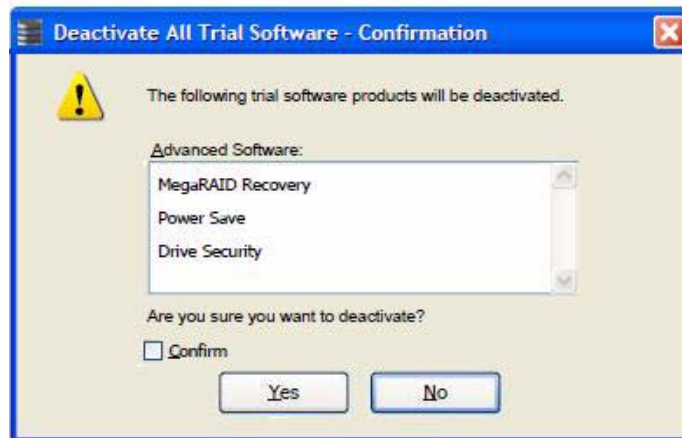 Deactivate All Trial Software - Confirmation
The following trial software products will be deactivated.
Advanced Software:
MegaRAID Recovery
Power Save
Drive Security
Are you sure you want to deactivate?
Confirm
Yes
No